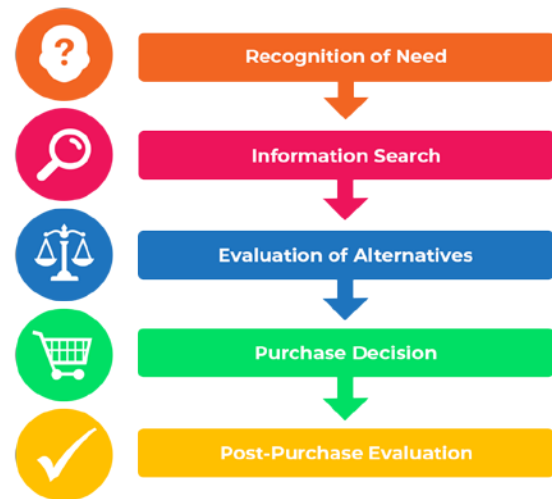 ?
Recognition of Need
Information Search
Evaluation of Alternatives
Purchase Decision
Post-Purchase Evaluation